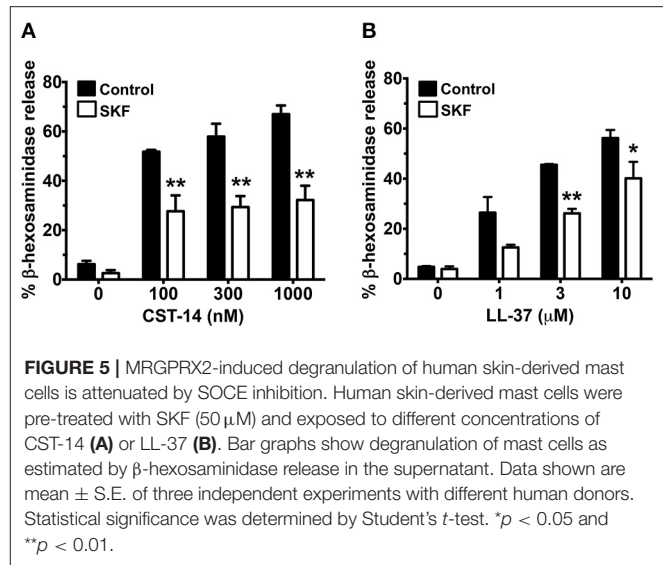 A
B
80
60
40
20
0
% β-hexosaminidase release
Control
SKF
**
**
**
0 100 300 1000
CST-14 (nM)
80
60
40
20
0
% β-hexosaminidase release
Control
SKF
**
*
0 1 3 10
LL-37 (μM)
FIGURE 5 | MRGPRX2-induced degranulation of human skin-derived mast
cells is attenuated by SOCE inhibition. Human skin-derived mast cells were
pre-treated with SKF (50 μM) and exposed to different concentrations of
CST-14 (A) or LL-37 (B). Bar graphs show degranulation of mast cells as
estimated by β-hexosaminidase release in the supernatant. Data shown are
mean ± S.E. of three independent experiments with different human donors.
Statistical significance was determined by Student's t-test. *p < 0.05 and
**p < 0.01.